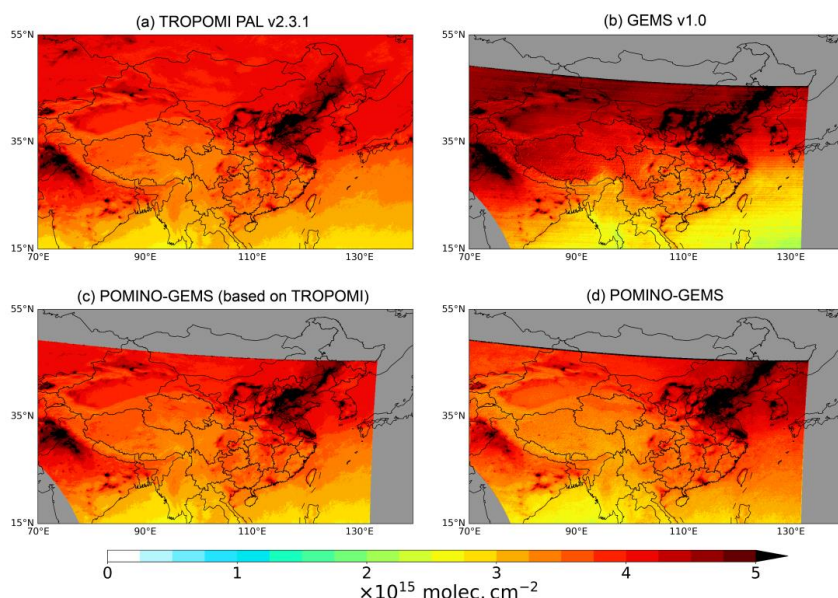 (a) TROPOMI PAL v2.3.1
(b) GEMS v1.0
55°N
35°N
15°N
70°E 90°E 110°E 130°E
55°N
35°N
15°N
70°E 90°E 110°E 130°E
(c) POMINO-GEMS (based on TROPOMI)
(d) POMINO-GEMS
55°N
35°N
15°N
70°E 90°E 110°E 130°E
55°N
35°N
15°N
70°E 90°E 110°E 130°E
0 1 2 3 4 5
×10¹⁵ molec. cm⁻²